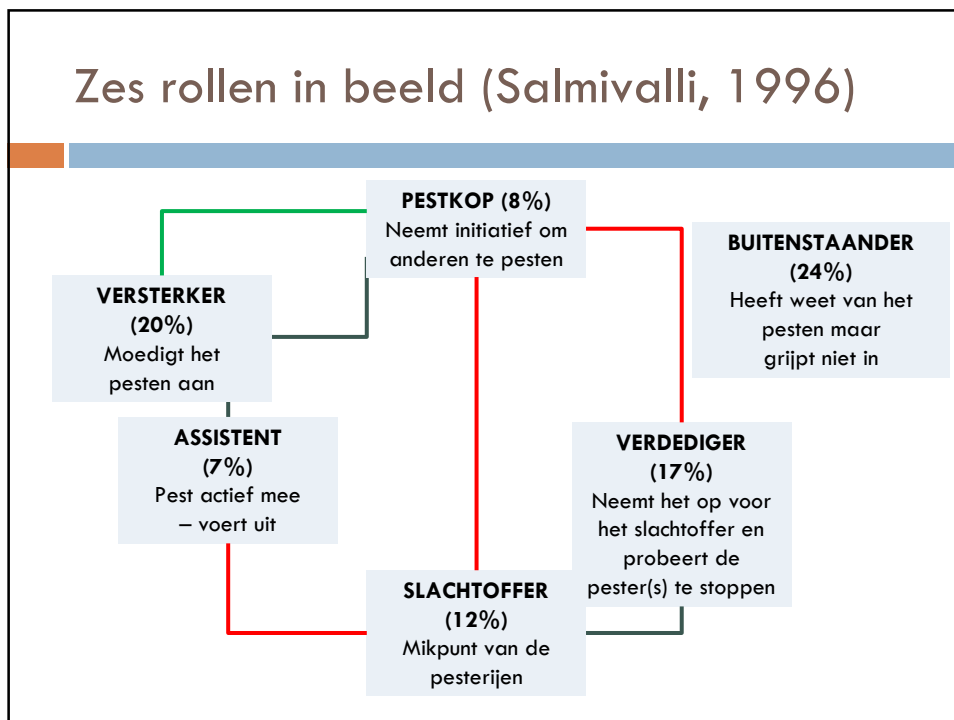 Zes rollen in beeld (Salmivalli, 1996)
PESTKOP (8%)
Neemt initiatief om
anderen te pesten
BUITENSTAANDER
(24%)
Heeft weet van het
pesten maar
grijpt niet in
VERSTERKER
(20%)
Moedigt het
pesten aan
ASSISTENT
(7%)
Pest actief mee
– voert uit
VERDEDIGER
(17%)
Neemt het op voor
het slachtoffer en
probeert de
pester(s) te stoppen
SLACHTOFFER
(12%)
Mikpunt van de
pesterijen